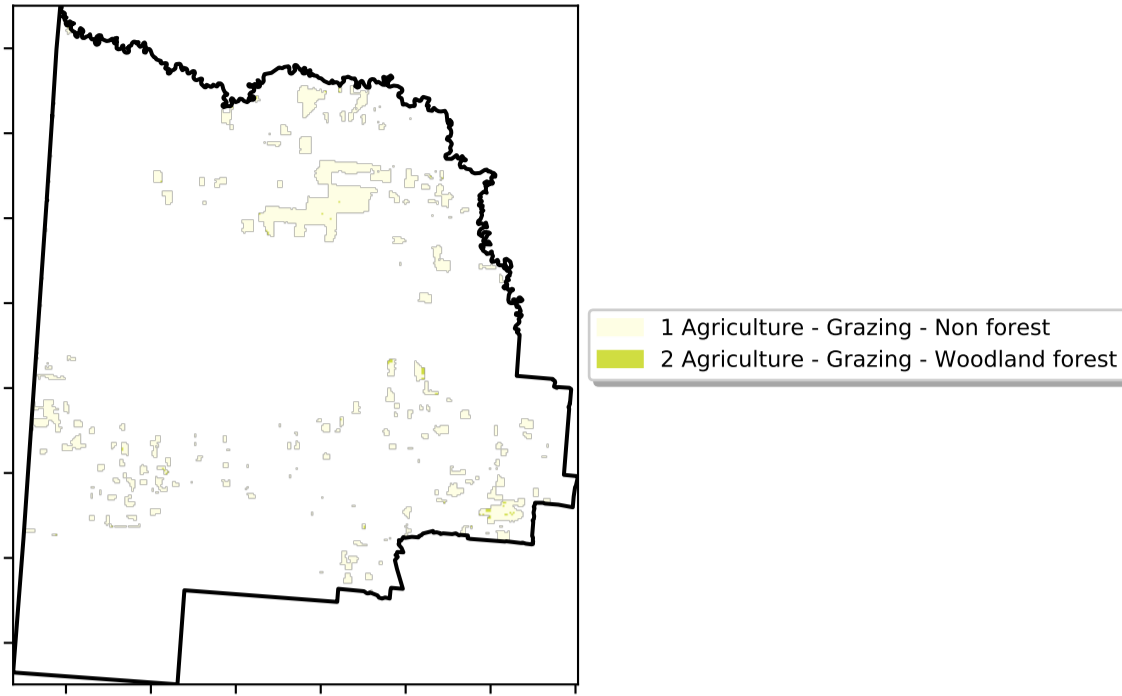 1 Agriculture - Grazing - Non forest
2 Agriculture - Grazing - Woodland forest